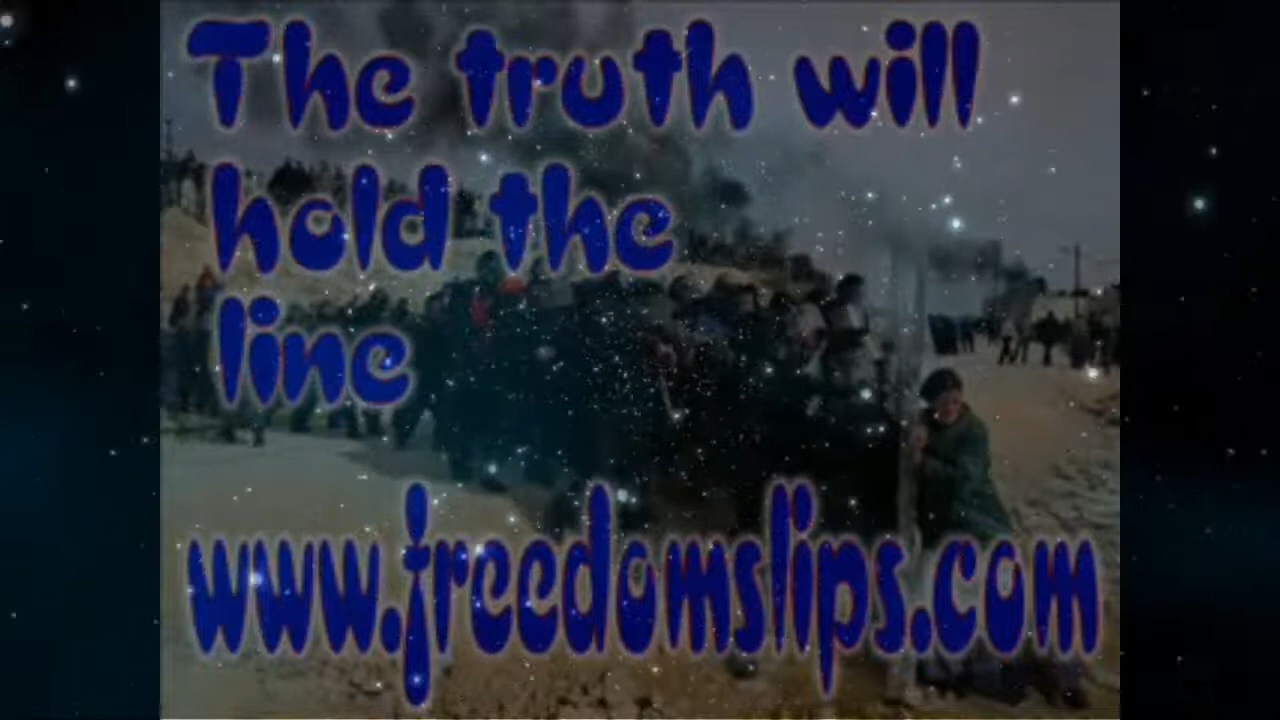 The truth will
hold the
line
www.freedomslips.com